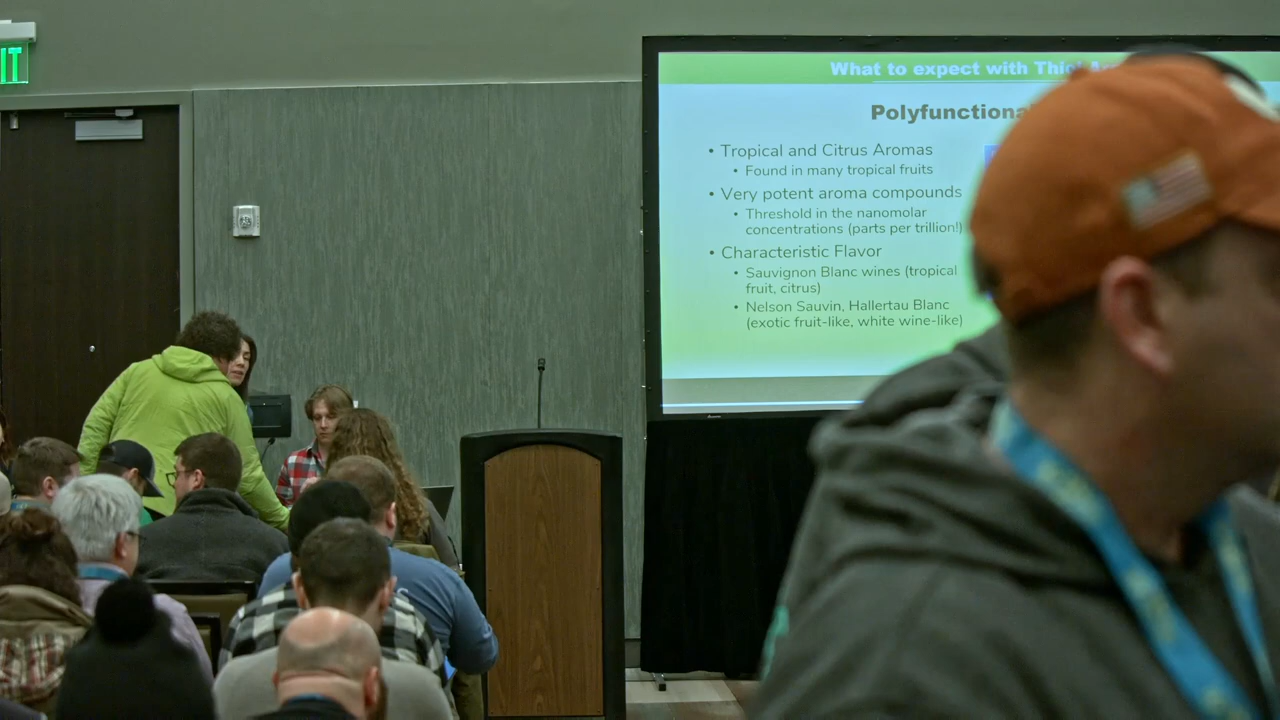 IT
What to expect with
Polyfunctiona
• Tropical and Citrus Aromas
• Found in many tropical fruits
• Very potent aroma compounds
• Threshold in the nanomolar
concentrations (parts per trillion!)
• Characteristic Flavor
• Sauvignon Blanc wines (tropical
fruit, citrus)
• Nelson Sauvin, Hallertau Blanc
(exotic fruit-like, white wine-like)